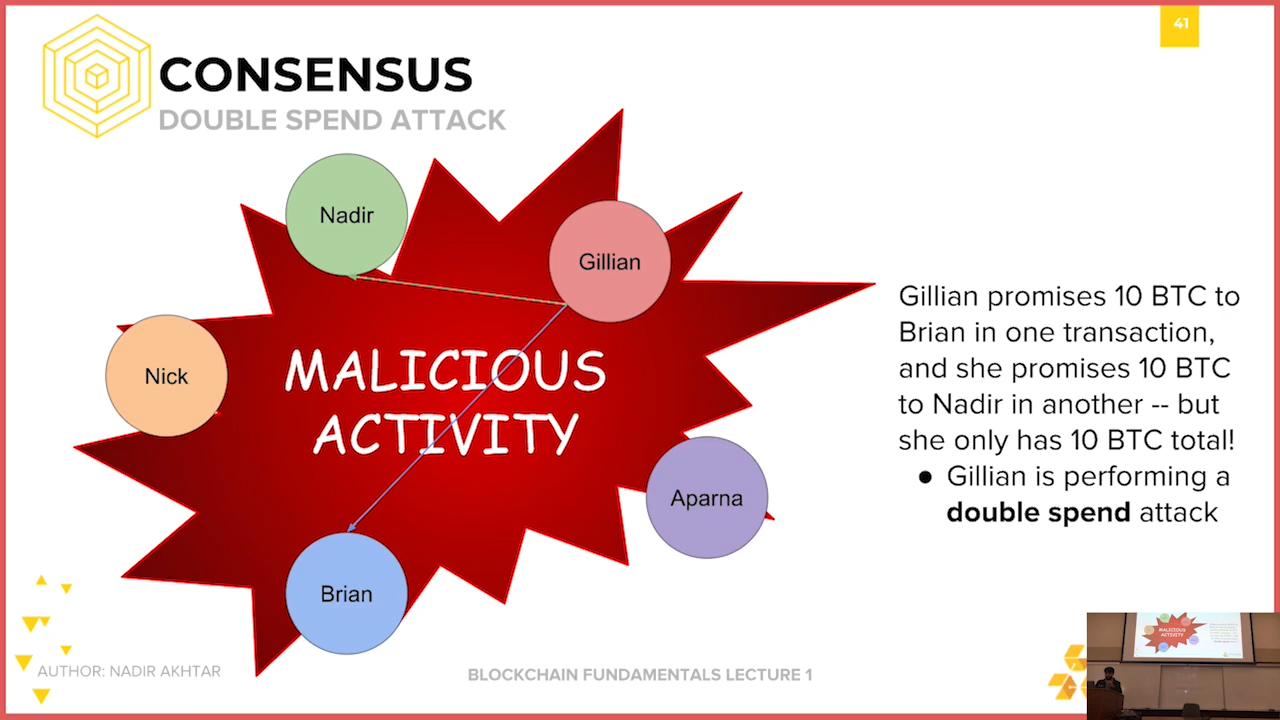 41
CONSENSUS
DOUBLE SPEND ATTACK
Nadir
Gillian
Nick
MALICIOUS
ACTIVITY
Aparna
Brian
Gillian promises 10 BTC to
Brian in one transaction,
and she promises 10 BTC
to Nadir in another -- but
she only has 10 BTC total!
● Gillian is performing a
double spend attack
AUTHOR: NADIR AKHTAR
BLOCKCHAIN FUNDAMENTALS LECTURE 1
MALICIOUS
ACTIVITY